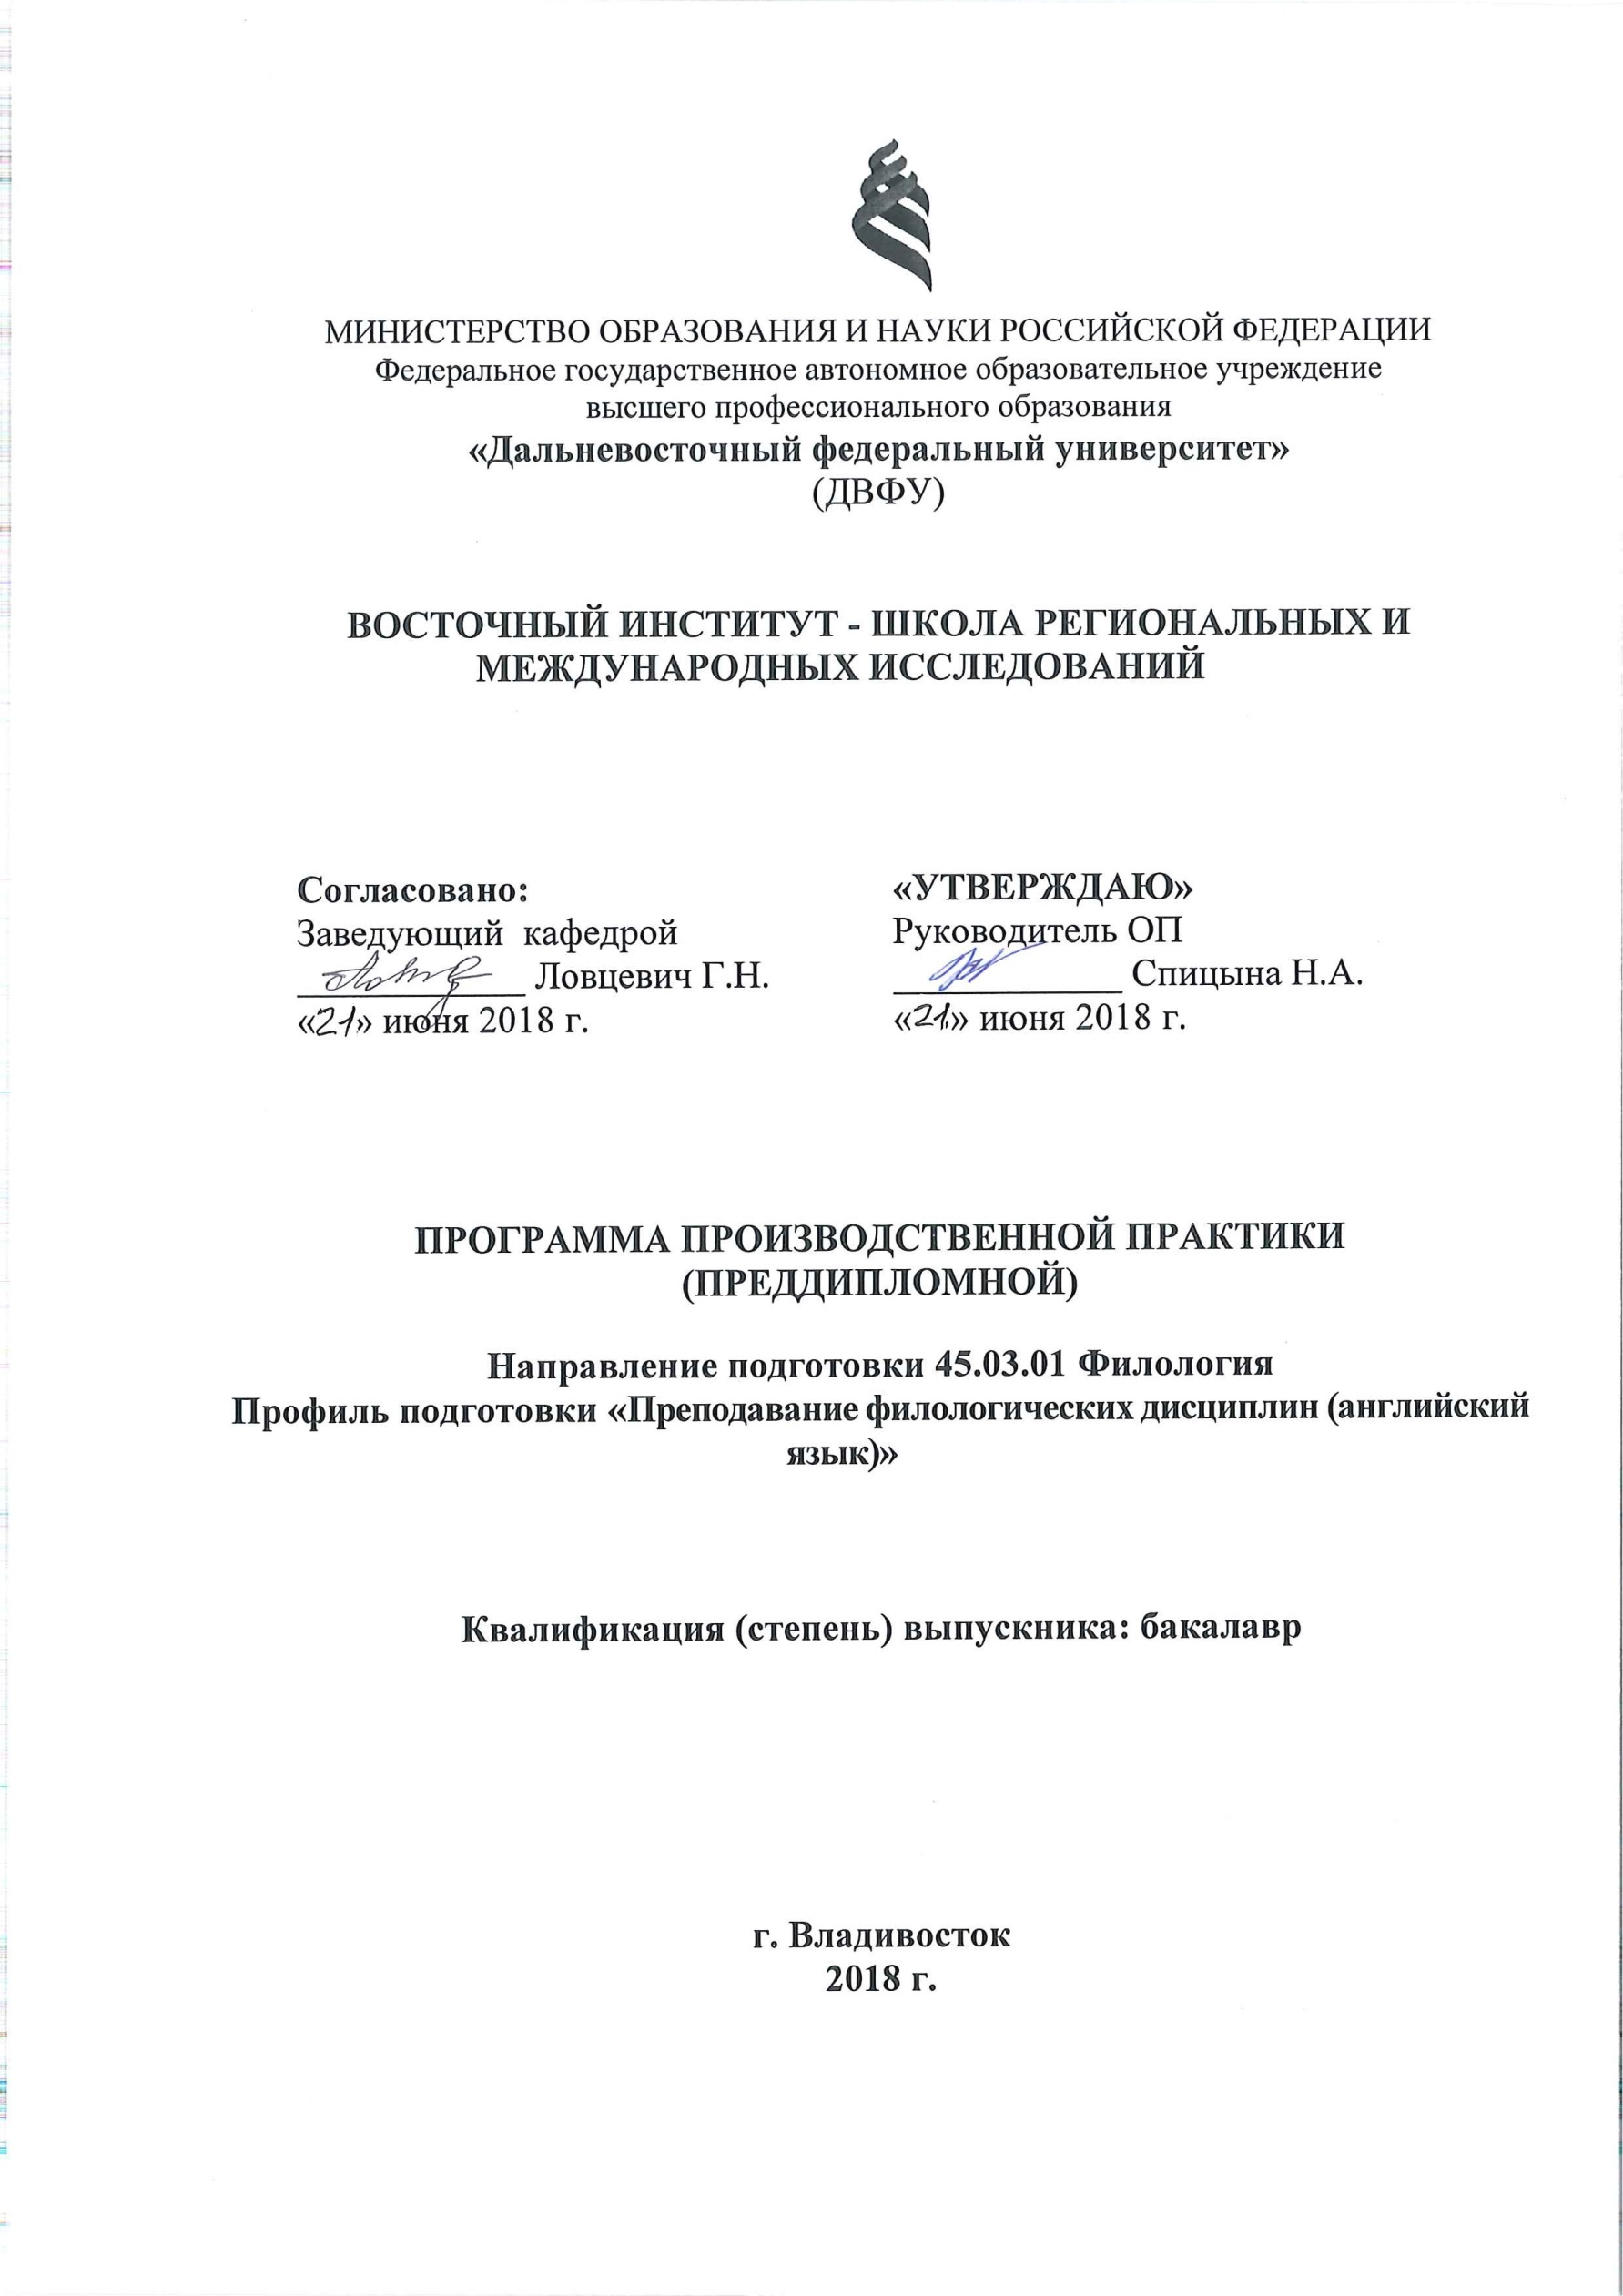 МИНИСТЕРСТВО ОБРАЗОВАНИЯ И НАУКИ РОССИЙСКОЙ ФЕДЕРАЦИИ
Федеральное государственное автономное образовательное учреждение
высшего профессионального образования
«Дальневосточный федеральный университет»
(ДВФУ)
ВОСТОЧНЫЙ ИНСТИТУТ - ШКОЛА РЕГИОНАЛЬНЫХ И
МЕЖДУНАРОДНЫХ ИССЛЕДОВАНИЙ
Согласовано:
Заведующий кафедрой
Ловцевич Г.Н.
«21» июня 2018 г.
«УТВЕРЖДАЮ»
Руководитель ОП
Спицына Н.А.
«21» июня 2018 г.
ПРОГРАММА ПРОИЗВОДСТВЕННОЙ ПРАКТИКИ
(ПРЕДДИПЛОМНОЙ)
Направление подготовки 45.03.01 Филология
Профиль подготовки «Преподавание филологических дисциплин (английский
язык)»
Квалификация (степень) выпускника: бакалавр
г. Владивосток
2018 г.